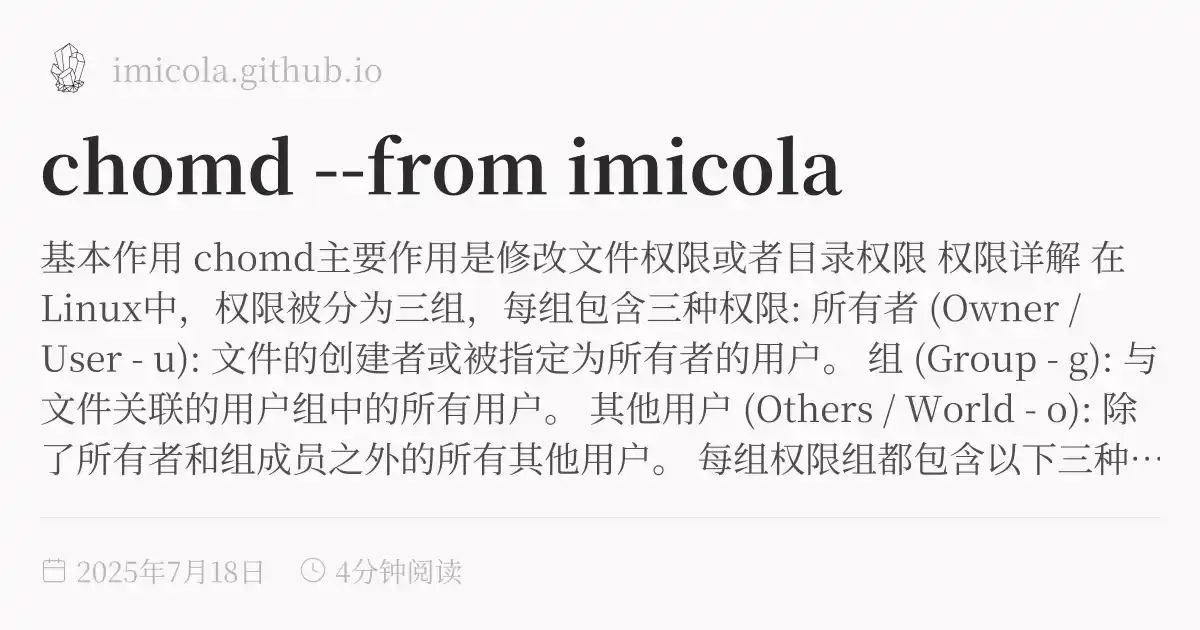 imicola.github.io
chomd --from imicola
基本作用 chomd主要作用是修改文件权限或者目录权限 权限详解 在
Linux中，权限被分为三组，每组包含三种权限: 所有者 (Owner /
User - u): 文件的创建者或被指定为所有者的用户。 组 (Group - g): 与
文件关联的用户组中的所有用户。 其他用户 (Others / World - o): 除
了所有者和组成员之外的所有其他用户。 每组权限组都包含以下三种…
2025年7月18日 4分钟阅读